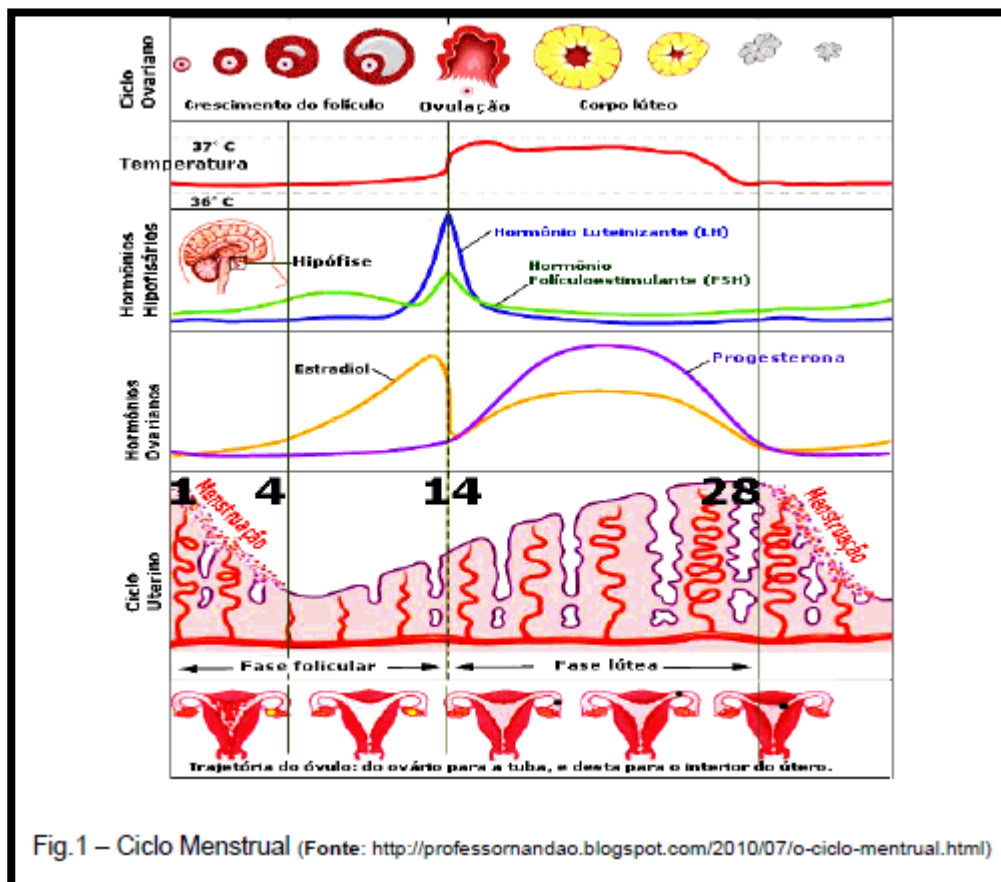 Ciclo
Ovariano
Crescimento do folículo
Ovulação
Corpo lúteo
37° C
Temperatura
36° C
Hormônios
Hipofisários
Hipófise
Hormônio Luteinizante (LH)
Hormônio
Folículoestimulante (FSH)
Hormônios
Ovarianos
Estradiol
Progesterona
1 4 14 28
Menstruação
Menstruação
Ciclo
Uterino
Fase folicular
Fase lútea
Trajetória do óvulo: do ovário para a tuba, e desta para o interior do útero.
Fig.1 – Ciclo Menstrual (Fonte: http://professornandao.blogspot.com/2010/07/o-ciclo-mentrual.html)